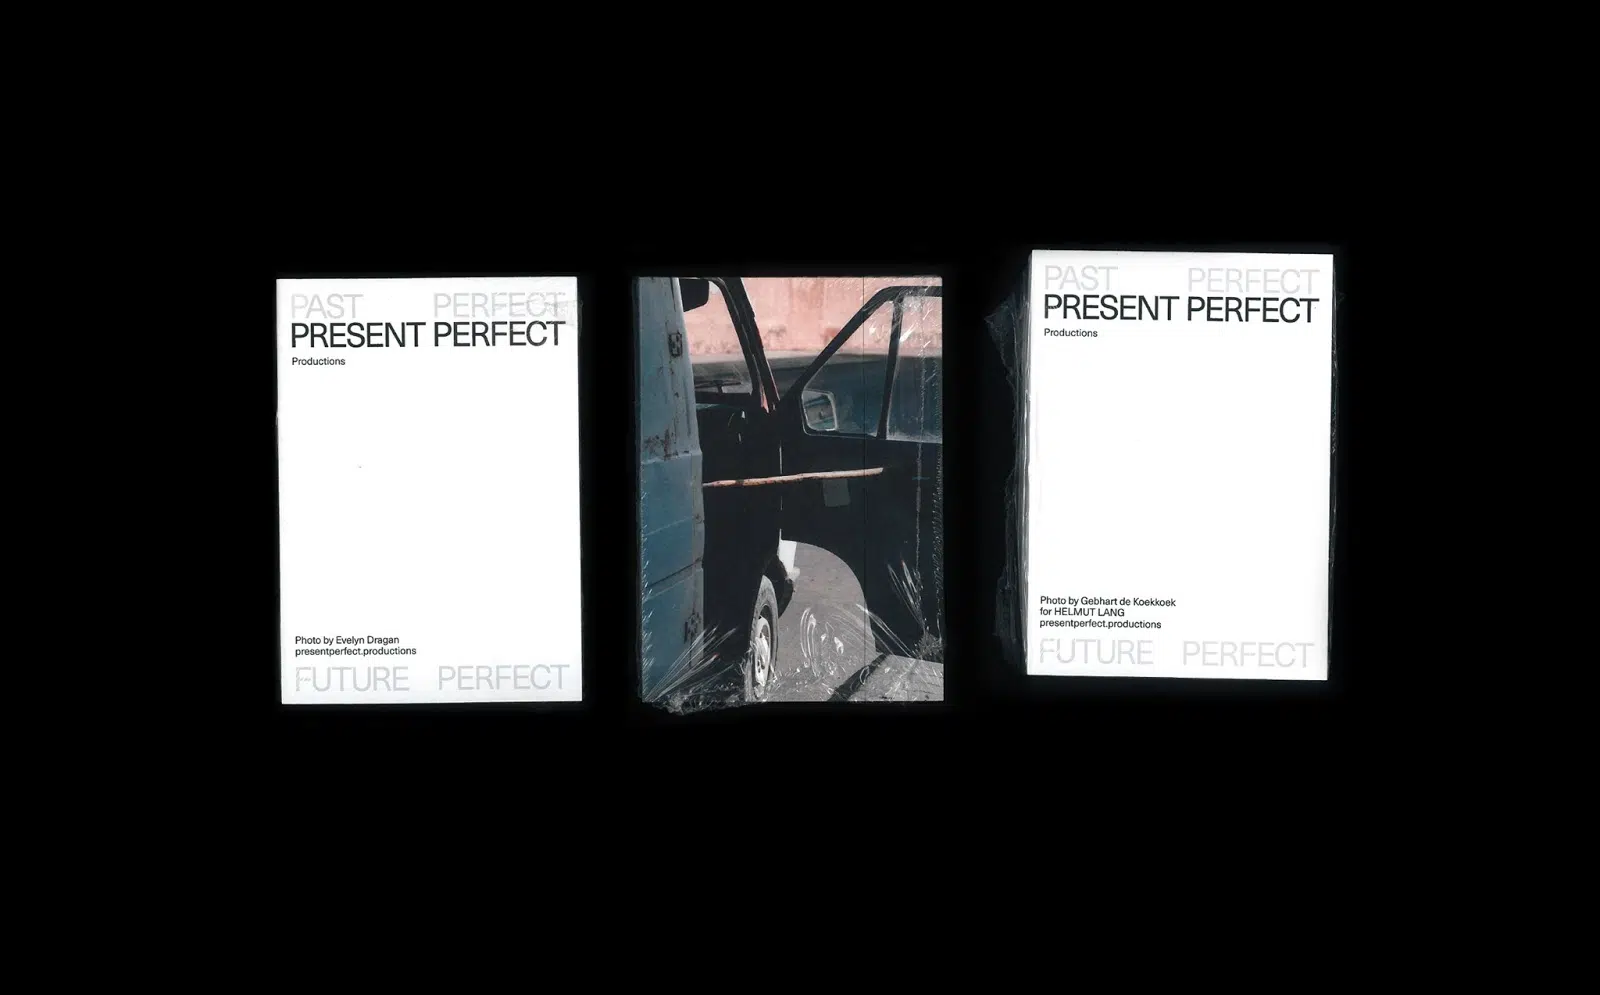 PAST PERFECT
PRESENT PERFECT
Productions
Photo by Evelyn Dragan
presentperfect.productions
FUTURE PERFECT
PAST PERFECT
PRESENT PERFECT
Productions
Photo by Gebhart de Koekkoek
for HELMUT LANG
presentperfect.productions
FUTURE PERFECT